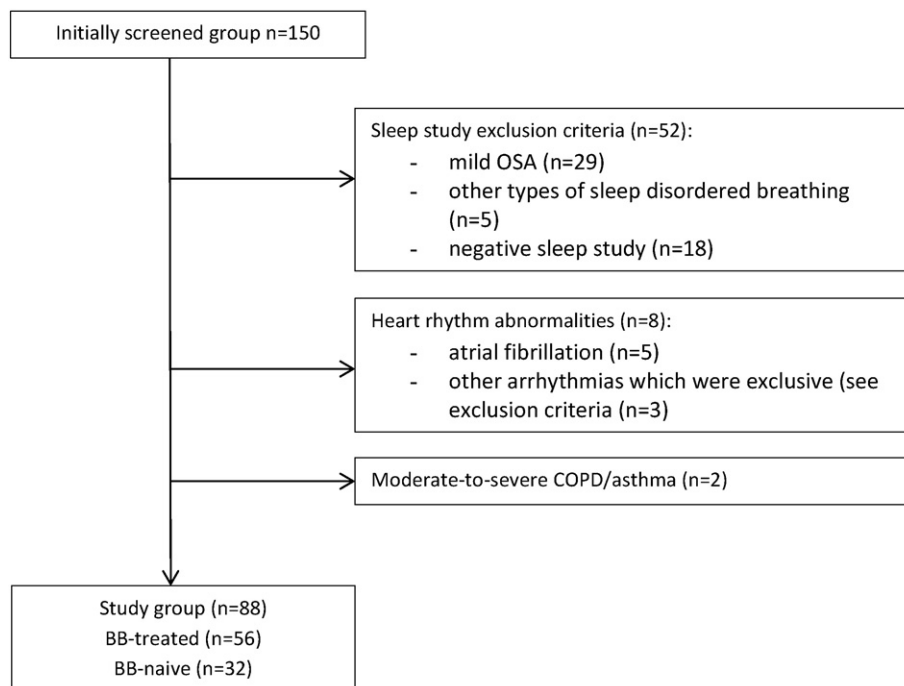 Initially screened group n=150
Sleep study exclusion criteria (n=52):
- mild OSA (n=29)
- other types of sleep disordered breathing
(n=5)
- negative sleep study (n=18)
Heart rhythm abnormalities (n=8):
- atrial fibrillation (n=5)
- other arrhythmias which were exclusive (see
exclusion criteria (n=3)
Moderate-to-severe COPD/asthma (n=2)
Study group (n=88)
BB-treated (n=56)
BB-naive (n=32)